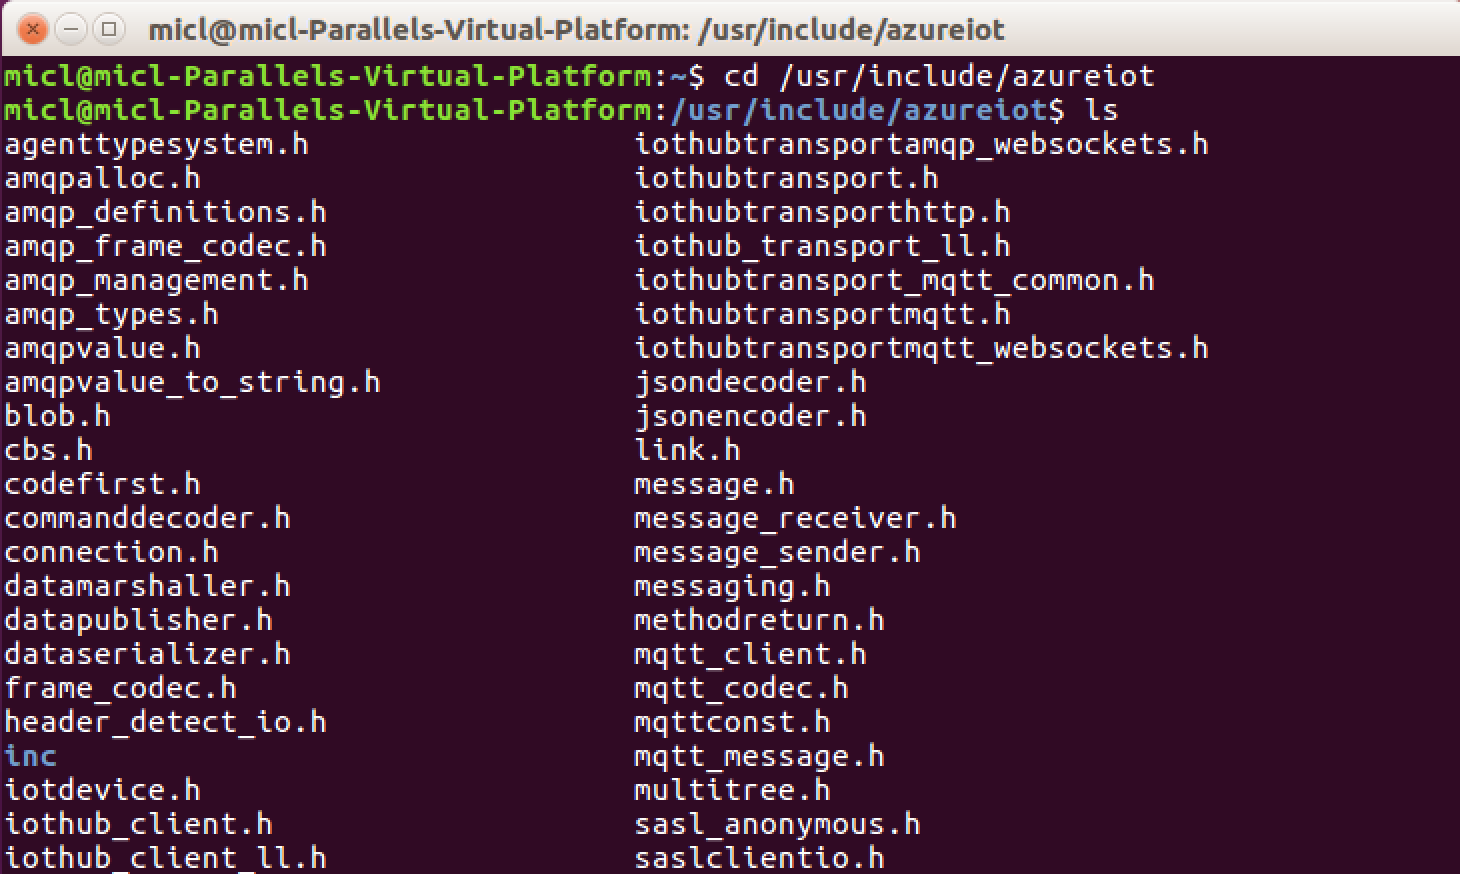 micl@micl-Parallels-Virtual-Platform: /usr/include/azureiot
micl@micl-Parallels-Virtual-Platform:~$ cd /usr/include/azureiot
micl@micl-Parallels-Virtual-Platform:/usr/include/azureiot$ ls
agenttypesystem.h iothubtransportamqp_websockets.h
amqpalloc.h iothubtransport.h
amqp_definitions.h iothubtransporthttp.h
amqp_frame_codec.h iothub_transport_ll.h
amqp_management.h iothubtransport_mqtt_common.h
amqp_types.h iothubtransportmqtt.h
amqpvalue.h iothubtransportmqtt_websockets.h
amqpvalue_to_string.h jsondecoder.h
blob.h jsonencoder.h
cbs.h link.h
codefirst.h message.h
commanddecoder.h message_receiver.h
connection.h message_sender.h
datamarshaller.h messaging.h
datapublisher.h methodreturn.h
dataserializer.h mqtt_client.h
frame_codec.h mqtt_codec.h
header_detect_io.h mqttconst.h
inc mqtt_message.h
iotdevice.h multitree.h
iothub_client.h sasl_anonymous.h
iothub_client_ll.h saslclientio.h